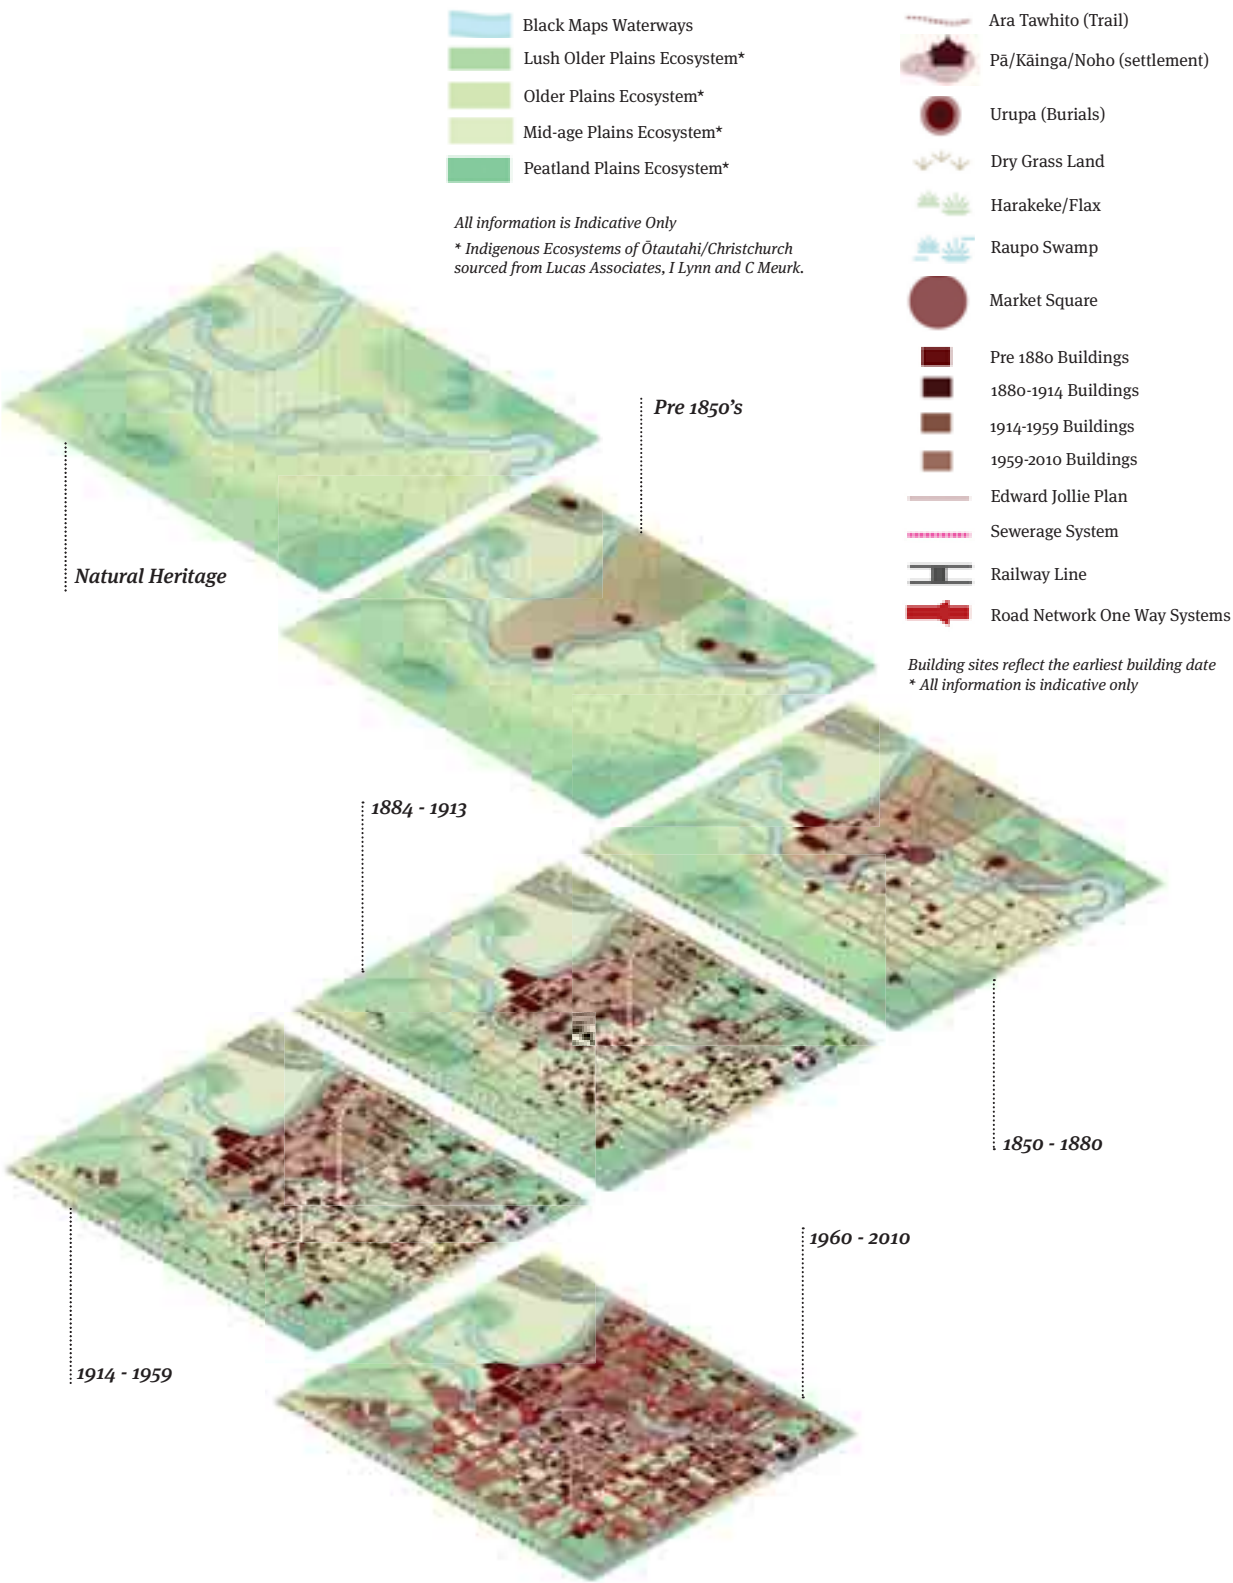 Black Maps Waterways
Lush Older Plains Ecosystem*
Older Plains Ecosystem*
Mid-age Plains Ecosystem*
Peatland Plains Ecosystem*
All information is Indicative Only
* Indigenous Ecosystems of Ōtautahi/Christchurch
sourced from Lucas Associates, I Lynn and C Meurk.
Ara Tawhito (Trail)
Pā/Kāinga/Noho (settlement)
Urupa (Burials)
Dry Grass Land
Harakeke/Flax
Raupo Swamp
Market Square
Pre 1880 Buildings
1880-1914 Buildings
1914-1959 Buildings
1959-2010 Buildings
Edward Jollie Plan
Sewerage System
Railway Line
Road Network One Way Systems
Building sites reflect the earliest building date
* All information is indicative only
Pre 1850's
Natural Heritage
1884 - 1913
1850 - 1880
1960 - 2010
1914 - 1959